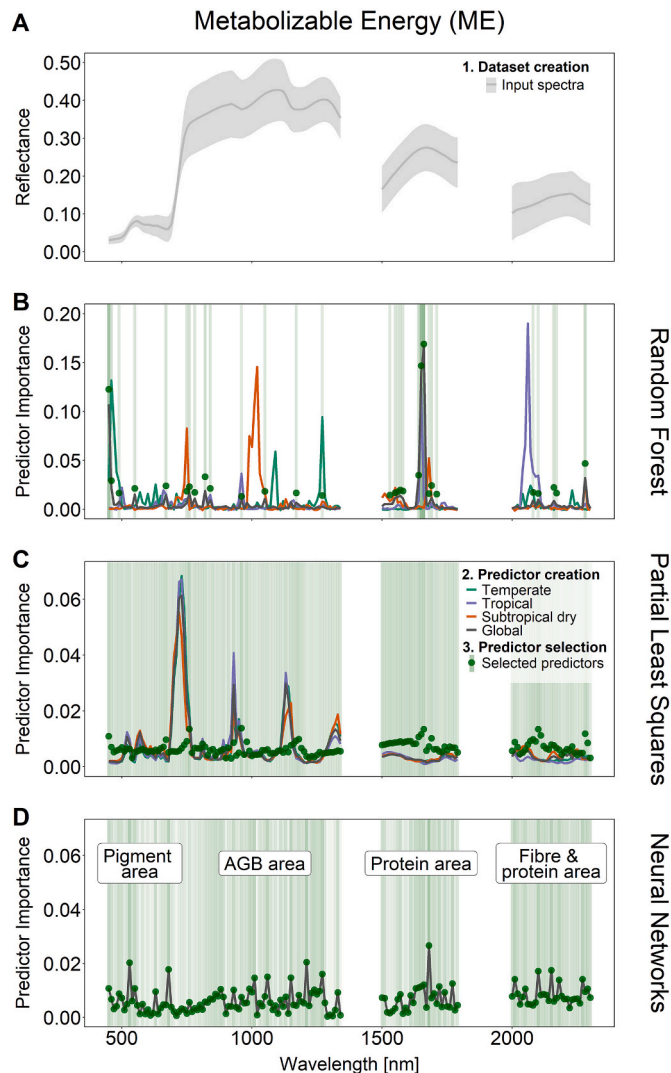 Metabolizable Energy (ME)
A
0.50
0.40
0.30
0.20
0.10
0.00
Reflectance
1. Dataset creation
Input spectra
B
0.20
0.15
0.10
0.05
0.00
Predictor Importance
Random Forest
C
0.06
0.04
0.02
0.00
Predictor Importance
2. Predictor creation
Temperate
Tropical
Subtropical dry
Global
3. Predictor selection
Selected predictors
Partial Least Squares
D
0.06
0.04
0.02
0.00
Predictor Importance
Pigment
area
AGB area
Protein area
Fibre &
protein area
Neural Networks
500
1000
1500
2000
Wavelength [nm]